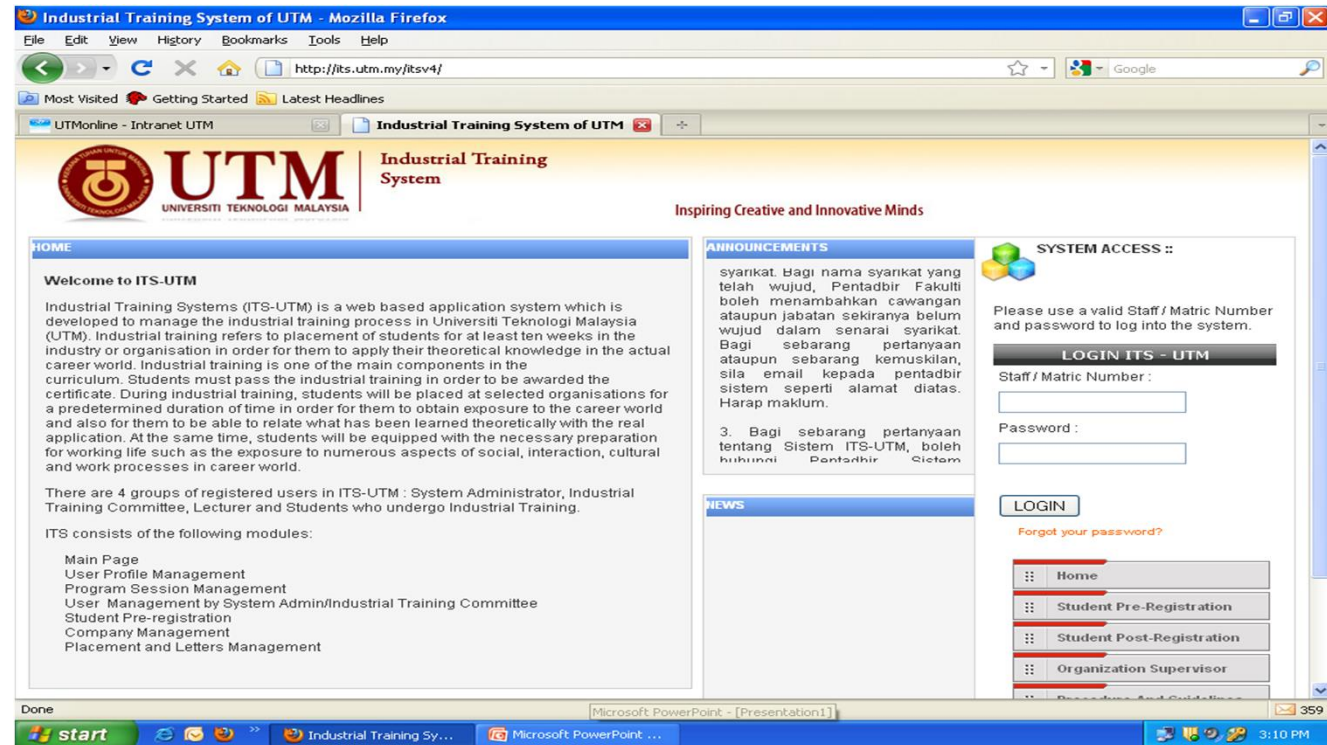 Industrial Training System of UTM - Mozilla Firefox
File Edit View History Bookmarks Tools Help
http://its.utm.my/itsv4/
Google
Most Visited Getting Started Latest Headlines
UTMonline - Intranet UTM
Industrial Training System of UTM
UTM
UNIVERSITI TEKNOLOGI MALAYSIA
Industrial Training
System
Inspiring Creative and Innovative Minds
HOME
Welcome to ITS-UTM
Industrial Training Systems (ITS-UTM) is a web based application system which is
developed to manage the industrial training process in Universiti Teknologi Malaysia
(UTM). Industrial training refers to placement of students for at least ten weeks in the
industry or organisation in order for them to apply their theoretical knowledge in the actual
career world. Industrial training is one of the main components in the
curriculum. Students must pass the industrial training in order to be awarded the
certificate. During industrial training, students will be placed at selected organisations for
a predetermined duration of time in order for them to obtain exposure to the career world
and also for them to be able to relate what has been learned theoretically with the real
application. At the same time, students will be equipped with the necessary preparation
for working life such as the exposure to numerous aspects of social, interaction, cultural
and work processes in career world.
There are 4 groups of registered users in ITS-UTM : System Administrator, Industrial
Training Committee, Lecturer and Students who undergo Industrial Training.
ITS consists of the following modules:
Main Page
User Profile Management
Program Session Management
User Management by System Admin/Industrial Training Committee
Student Pre-registration
Company Management
Placement and Letters Management
ANNOUNCEMENTS
syarikat. Bagi nama syarikat yang
telah wujud, Pentadbir Fakulti
boleh menambahkan cawangan
ataupun jabatan sekiranya belum
wujud dalam senarai syarikat.
Bagi sebarang pertanyaan
ataupun sebarang kemuskilan,
sila email kepada pentadbir
sistem seperti alamat diatas.
Harap maklum.
3. Bagi sebarang pertanyaan
tentang Sistem ITS-UTM, boleh
hubungi Pentadbir Sistem
NEWS
SYSTEM ACCESS ::
Please use a valid Staff / Matric Number
and password to log into the system.
LOGIN ITS - UTM
Staff / Matric Number :
Password :
LOGIN
Forgot your password?
Home
Student Pre-Registration
Student Post-Registration
Organization Supervisor
Procedure And Guidelines
Done
Microsoft PowerPoint - [Presentation1]
359
start
Industrial Training Sy...
Microsoft PowerPoint ...
3:10 PM